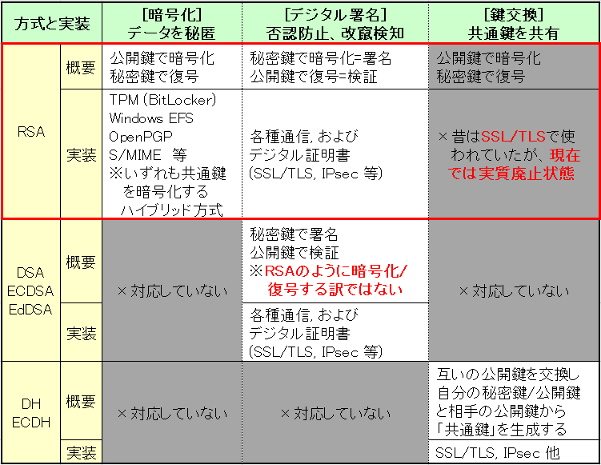 方式と実装
[暗号化]
データを秘匿
[デジタル署名]
否認防止、改竄検知
[鍵交換]
共通鍵を共有
RSA
概要
公開鍵で暗号化
秘密鍵で復号
秘密鍵で暗号化=署名
公開鍵で復号=検証
公開鍵で暗号化
秘密鍵で復号
実装
TPM (BitLocker)
Windows EFS
OpenPGP
S/MIME 等
※いずれも共通鍵
を暗号化する
ハイブリッド方式
各種通信, および
デジタル証明書
(SSL/TLS, IPsec 等)
×昔はSSL/TLSで使
われていたが、現在
では実質廃止状態
DSA
ECDSA
EdDSA
概要
×対応していない
秘密鍵で署名
公開鍵で検証
※RSAのように暗号化/
復号する訳ではない
×対応していない
実装
各種通信, および
デジタル証明書
(SSL/TLS, IPsec 等)
DH
ECDH
概要
×対応していない
×対応していない
互いの公開鍵を交換し
自分の秘密鍵/公開鍵
と相手の公開鍵から
「共通鍵」を生成する
実装
SSL/TLS, IPsec 他